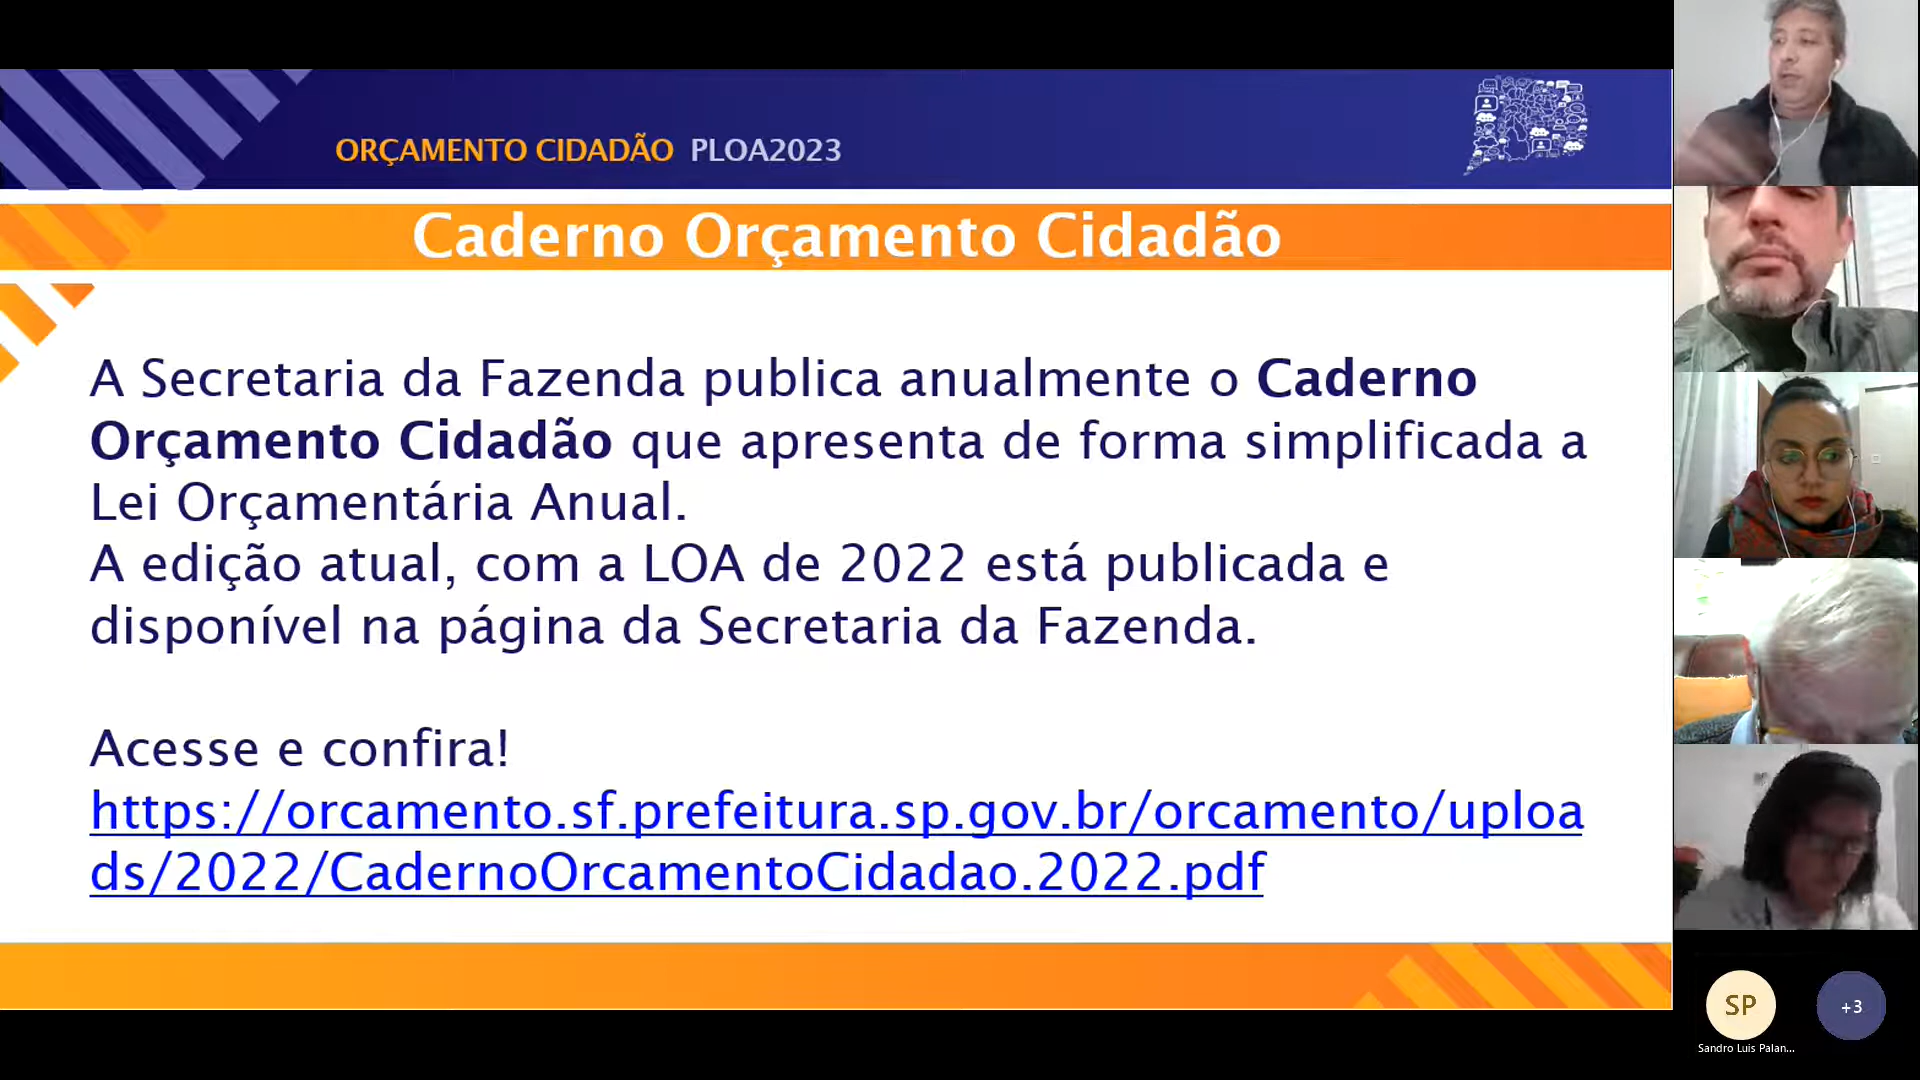 ORÇAMENTO CIDADÃO PLOA2023
Caderno Orçamento Cidadão
A Secretaria da Fazenda publica anualmente o Caderno
Orçamento Cidadão que apresenta de forma simplificada a
Lei Orçamentária Anual.
A edição atual, com a LOA de 2022 está publicada e
disponível na página da Secretaria da Fazenda.
Acesse e confira!
https://orcamento.sf.prefeitura.sp.gov.br/orcamento/uploa
ds/2022/CadernoOrcamentoCidadao.2022.pdf
SP
+3
Sandro Luis Palan...